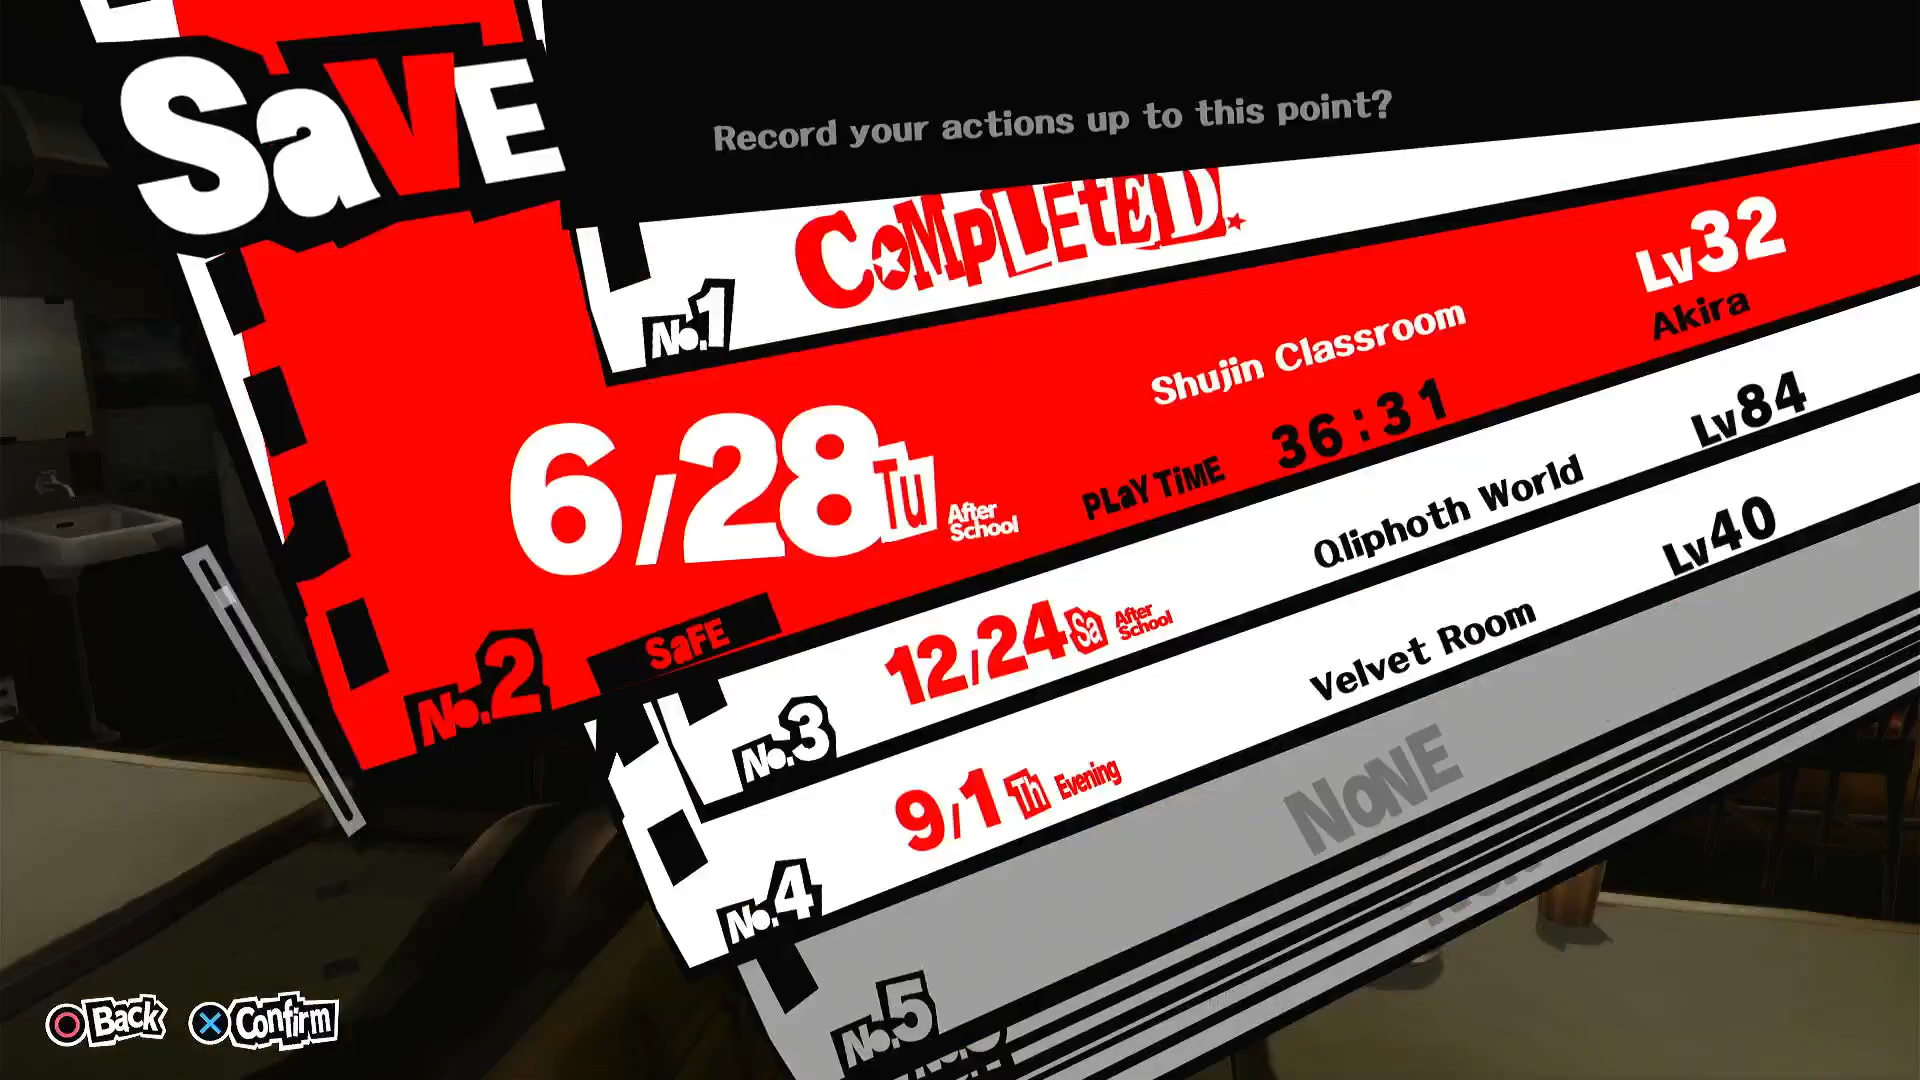 SaVE
Record your actions up to this point?
No.1
CoMpLEtED
No.2
6/28 Tu After School
Shujin Classroom
Lv32
Akira
PLaY TiME 36:31
SaFE
No.3
12/24 Sa After School
Qliphoth World
Lv84
No.4
9/1 Th Evening
Velvet Room
Lv40
No.5
NoNE
Back
Confirm